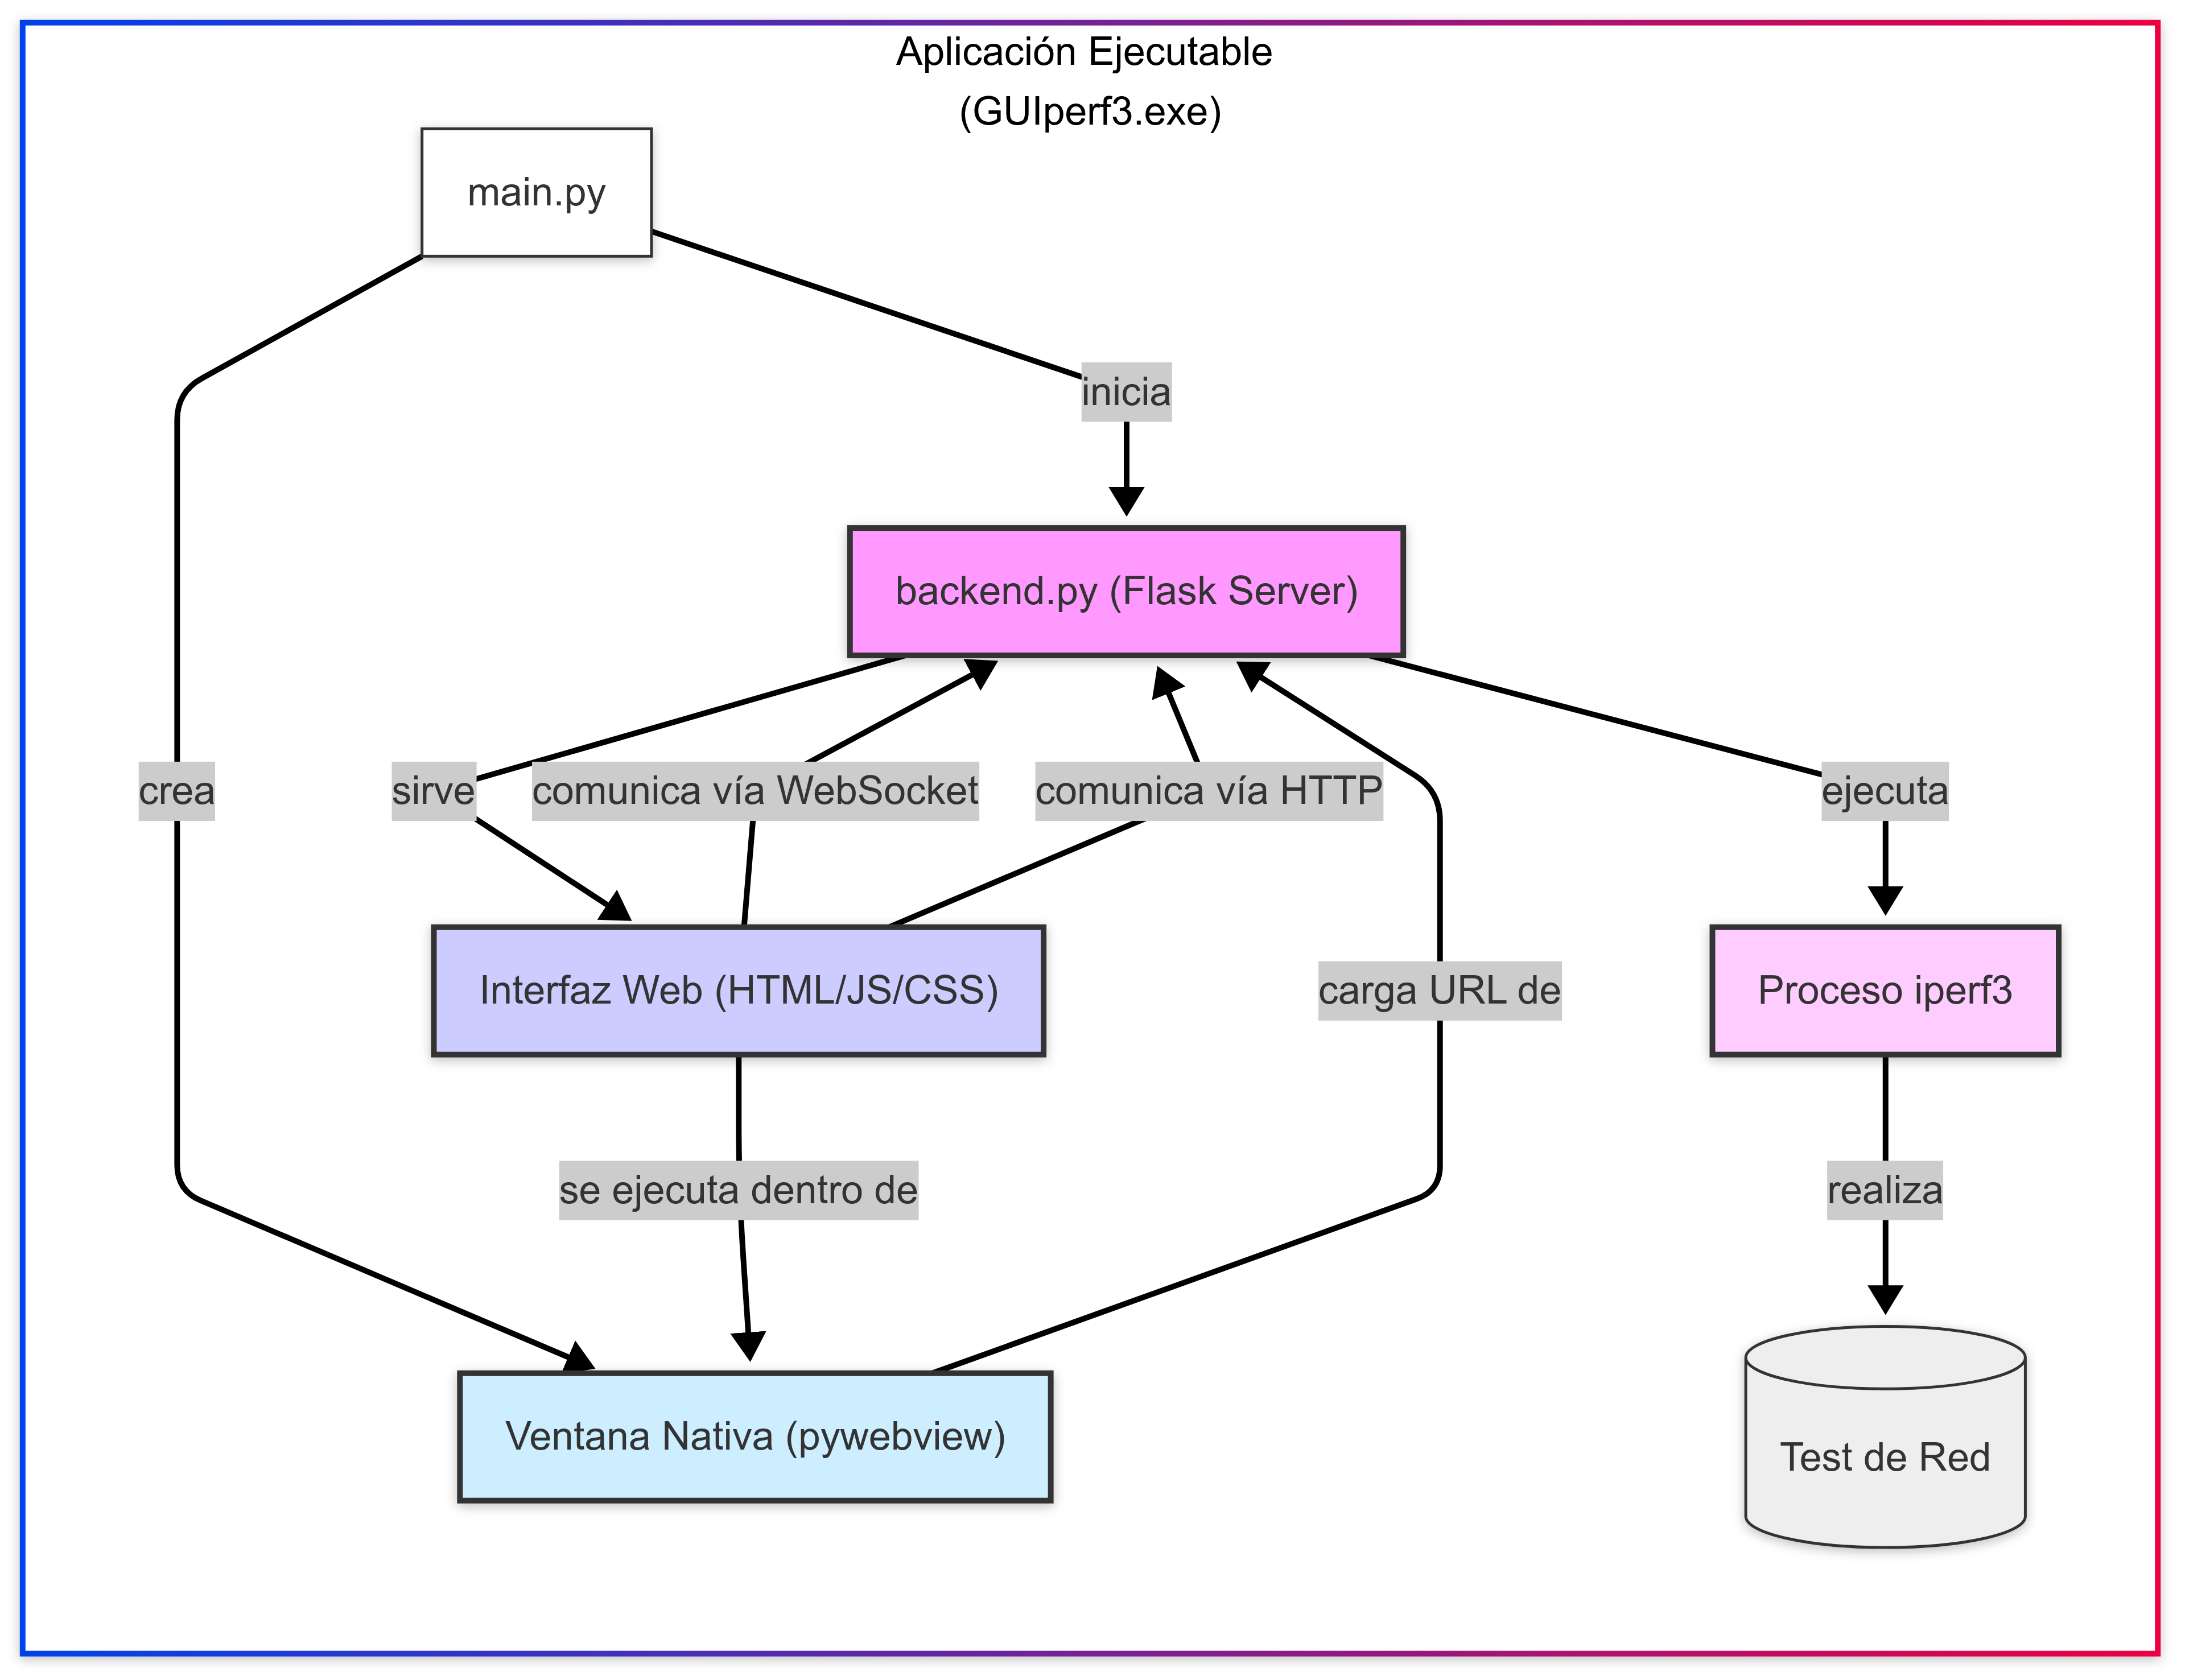 Aplicación Ejecutable
(GUIperf3.exe)
main.py
inicia
backend.py (Flask Server)
crea
sirve
comunica vía WebSocket
comunica vía HTTP
ejecuta
Interfaz Web (HTML/JS/CSS)
carga URL de
Proceso iperf3
se ejecuta dentro de
realiza
Ventana Nativa (pywebview)
Test de Red